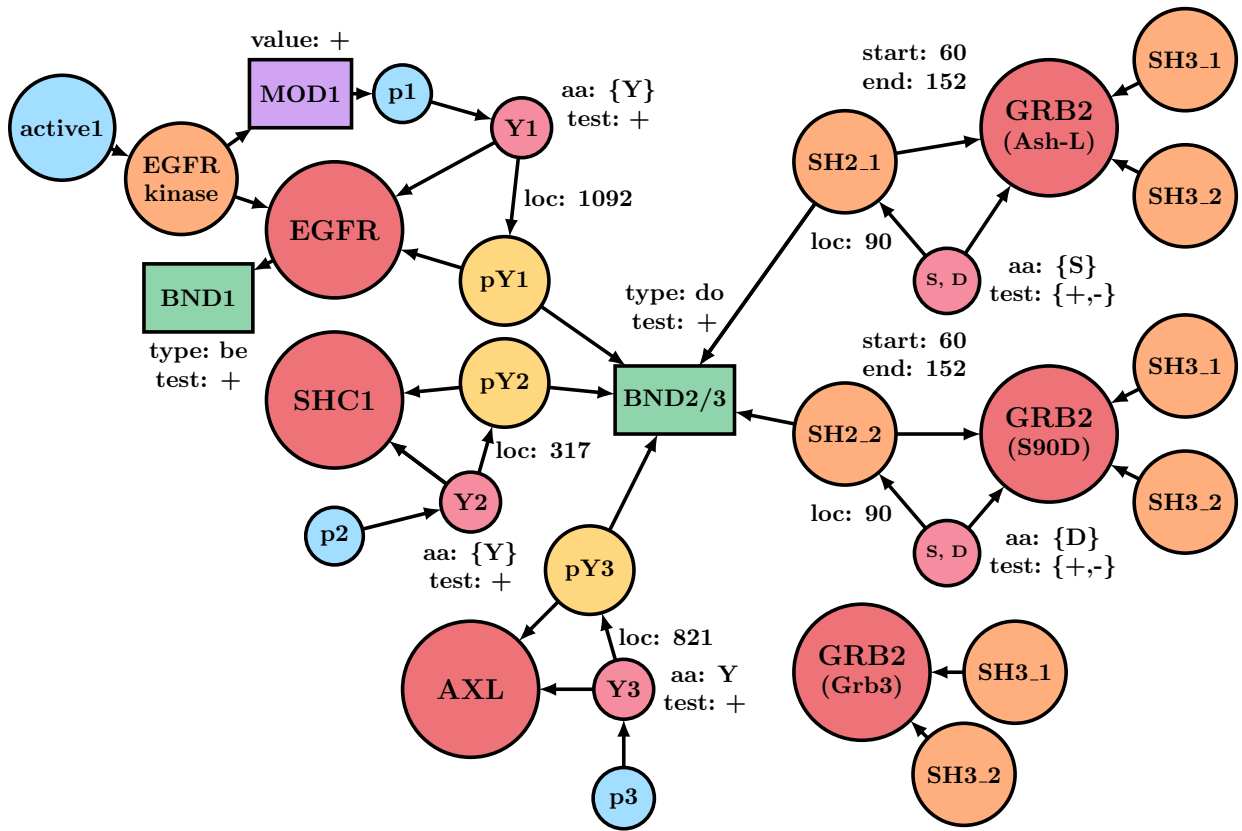 value: +
active1
MOD1
p1
aa: {Y}
test: +
Y1
EGFR
kinase
loc: 1092
EGFR
pY1
BND1
type: be
test: +
start: 60
end: 152
SH3_1
GRB2
(Ash-L)
SH2_1
SH3_2
loc: 90
S, D
aa: {S}
test: {+,-}
type: do
test: +
BND2/3
SHC1
pY2
loc: 317
Y2
p2
aa: {Y}
test: +
start: 60
end: 152
SH3_1
GRB2
(S90D)
SH2_2
SH3_2
loc: 90
S, D
aa: {D}
test: {+,-}
pY3
loc: 821
AXL
Y3
aa: Y
test: +
p3
GRB2
(Grb3)
SH3_1
SH3_2